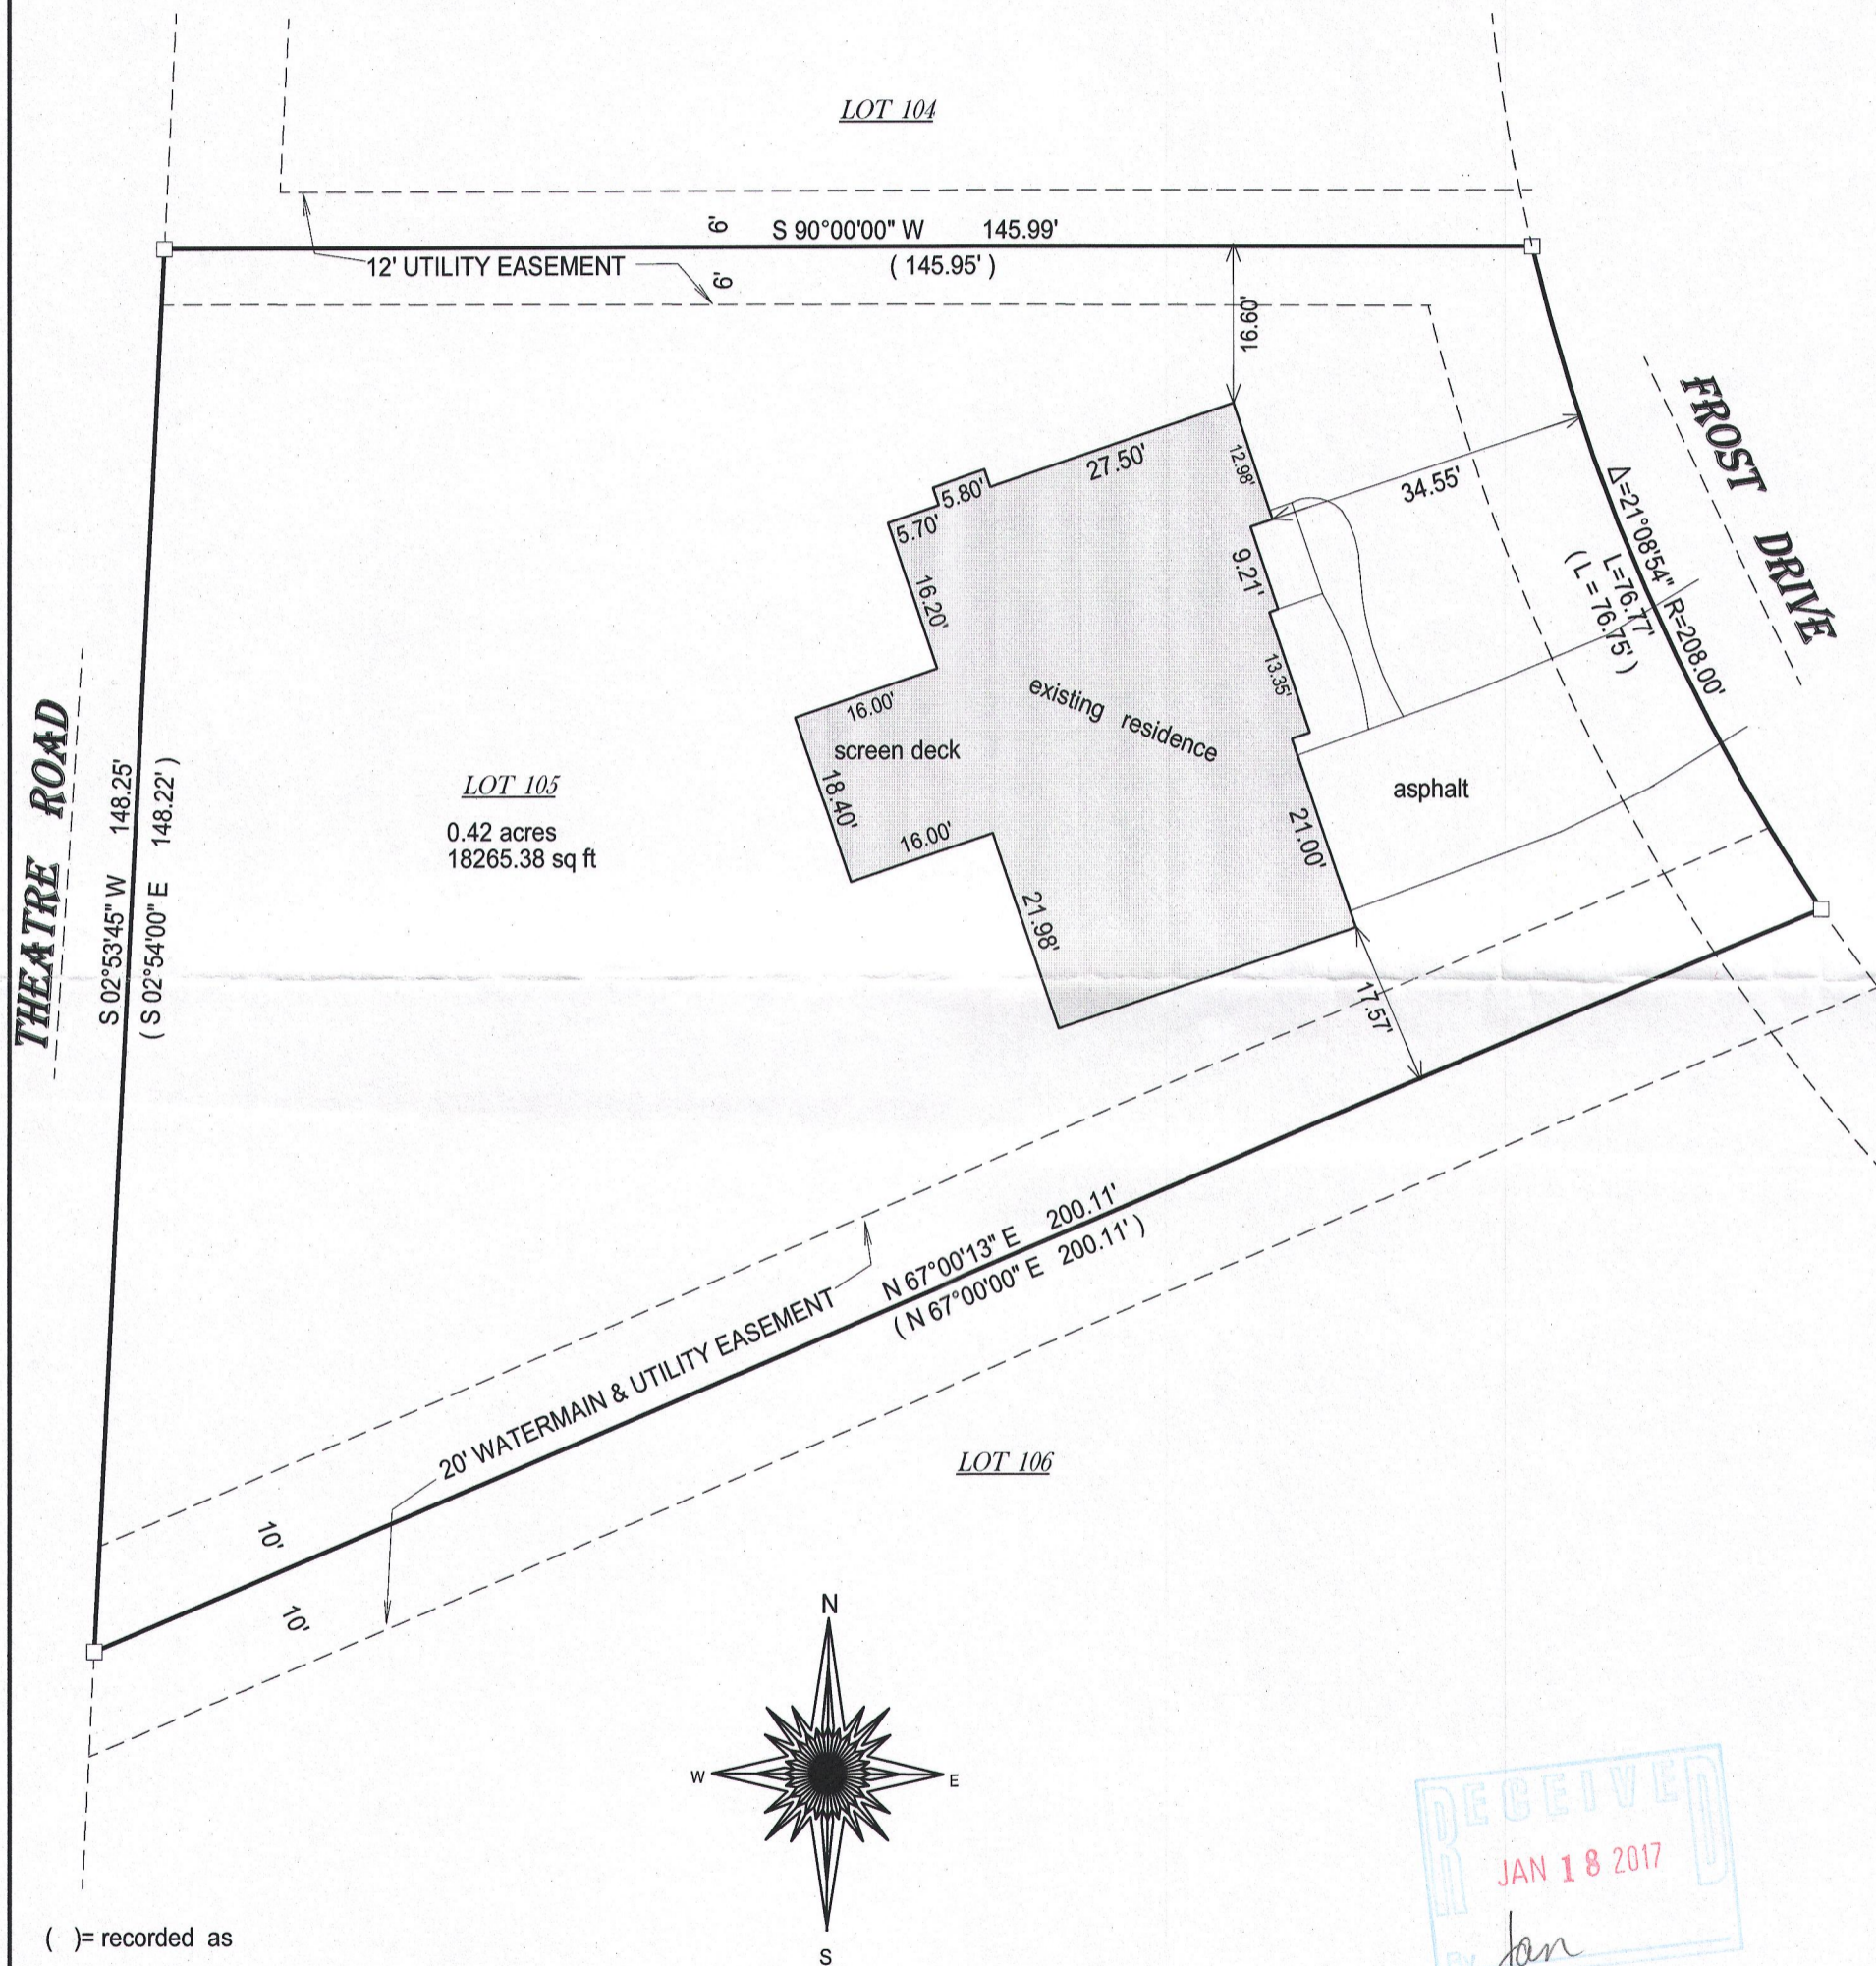 LOT 104
6' S 90°00'00" W 145.99'
12' UTILITY EASEMENT 6' ( 145.95' )
16.60'
FROST DRIVE
27.50'
12.98'
34.55'
5.80'
5.70'
Δ=21°08'54" R=208.00'
L=76.77'
( L = 76.75' )
9.21'
16.20'
13.35'
existing residence
16.00'
screen deck
18.40'
16.00'
21.00'
asphalt
21.98'
17.57'
THEATRE ROAD
S 02°53'45" W 148.25'
( S 02°54'00" E 148.22' )
LOT 105
0.42 acres
18265.38 sq ft
N 67°00'13" E 200.11'
( N 67°00'00" E 200.11' )
20' WATERMAIN & UTILITY EASEMENT
10'
10'
LOT 106
N
W E
S
RECEIVED
JAN 18 2017
By Jan
( )= recorded as